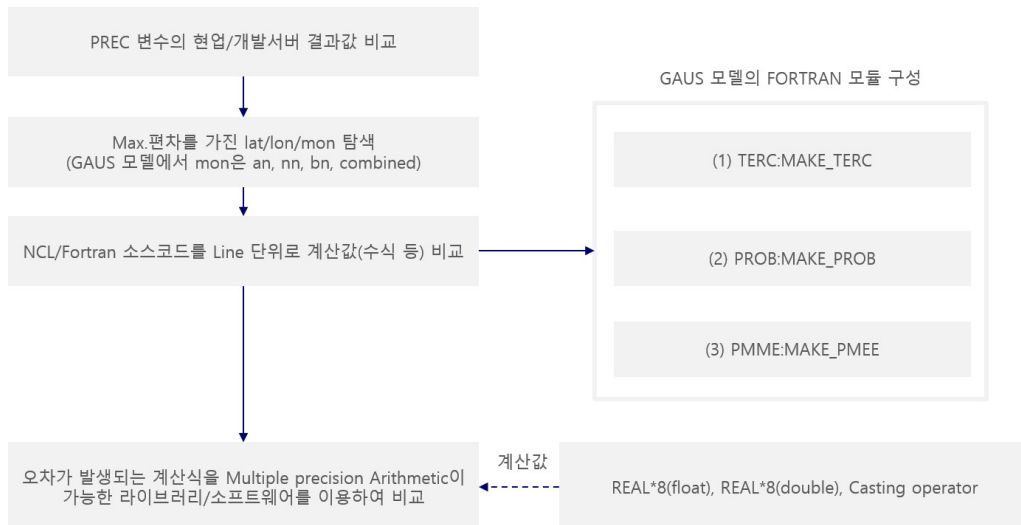 PREC 변수의 현업/개발서버 결과값 비교
Max.편차를 가진 lat/lon/mon 탐색
(GAUS 모델에서 mon은 an, nn, bn, combined)
NCL/Fortran 소스코드를 Line 단위로 계산값(수식 등) 비교
GAUS 모델의 FORTRAN 모듈 구성
(1) TERC:MAKE_TERC
(2) PROB:MAKE_PROB
(3) PMME:MAKE_PMEE
오차가 발생되는 계산식을 Multiple precision Arithmetic이
가능한 라이브러리/소프트웨어를 이용하여 비교
계산값
REAL*8(float), REAL*8(double), Casting operator